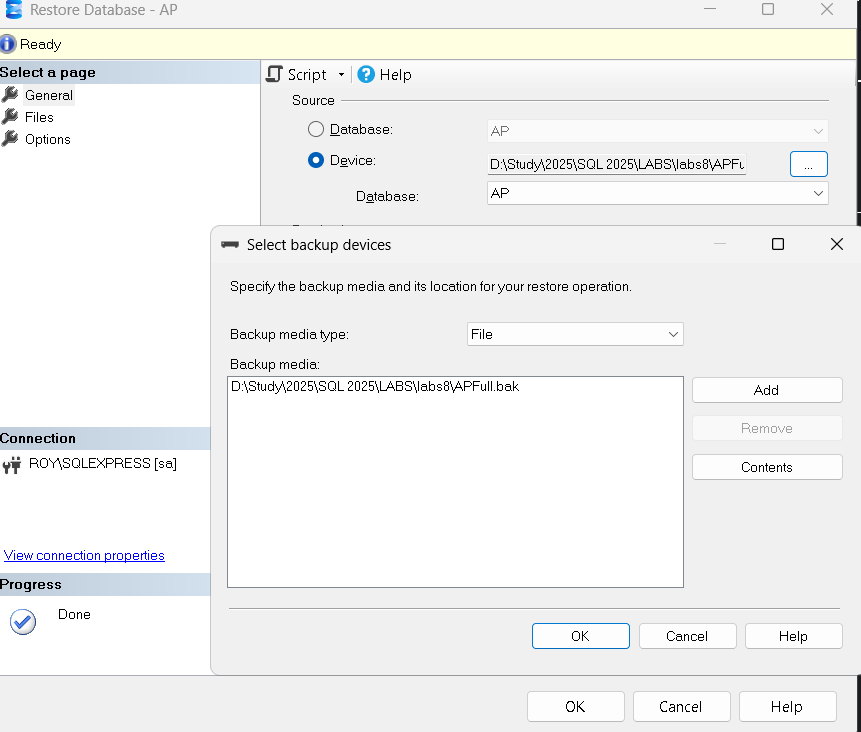 Restore Database - AP
Ready
Select a page
General
Files
Options
Script
Help
Source
Database:
AP
Device:
D:\Study\2025\SQL 2025\LABS\labs8\APFu
...
Database:
AP
Select backup devices
Specify the backup media and its location for your restore operation.
Backup media type:
File
Backup media:
D:\Study\2025\SQL 2025\LABS\labs8\APFull.bak
Add
Remove
Contents
Connection
ROY\SQLEXPRESS [sa]
View connection properties
Progress
Done
OK
Cancel
Help
OK
Cancel
Help